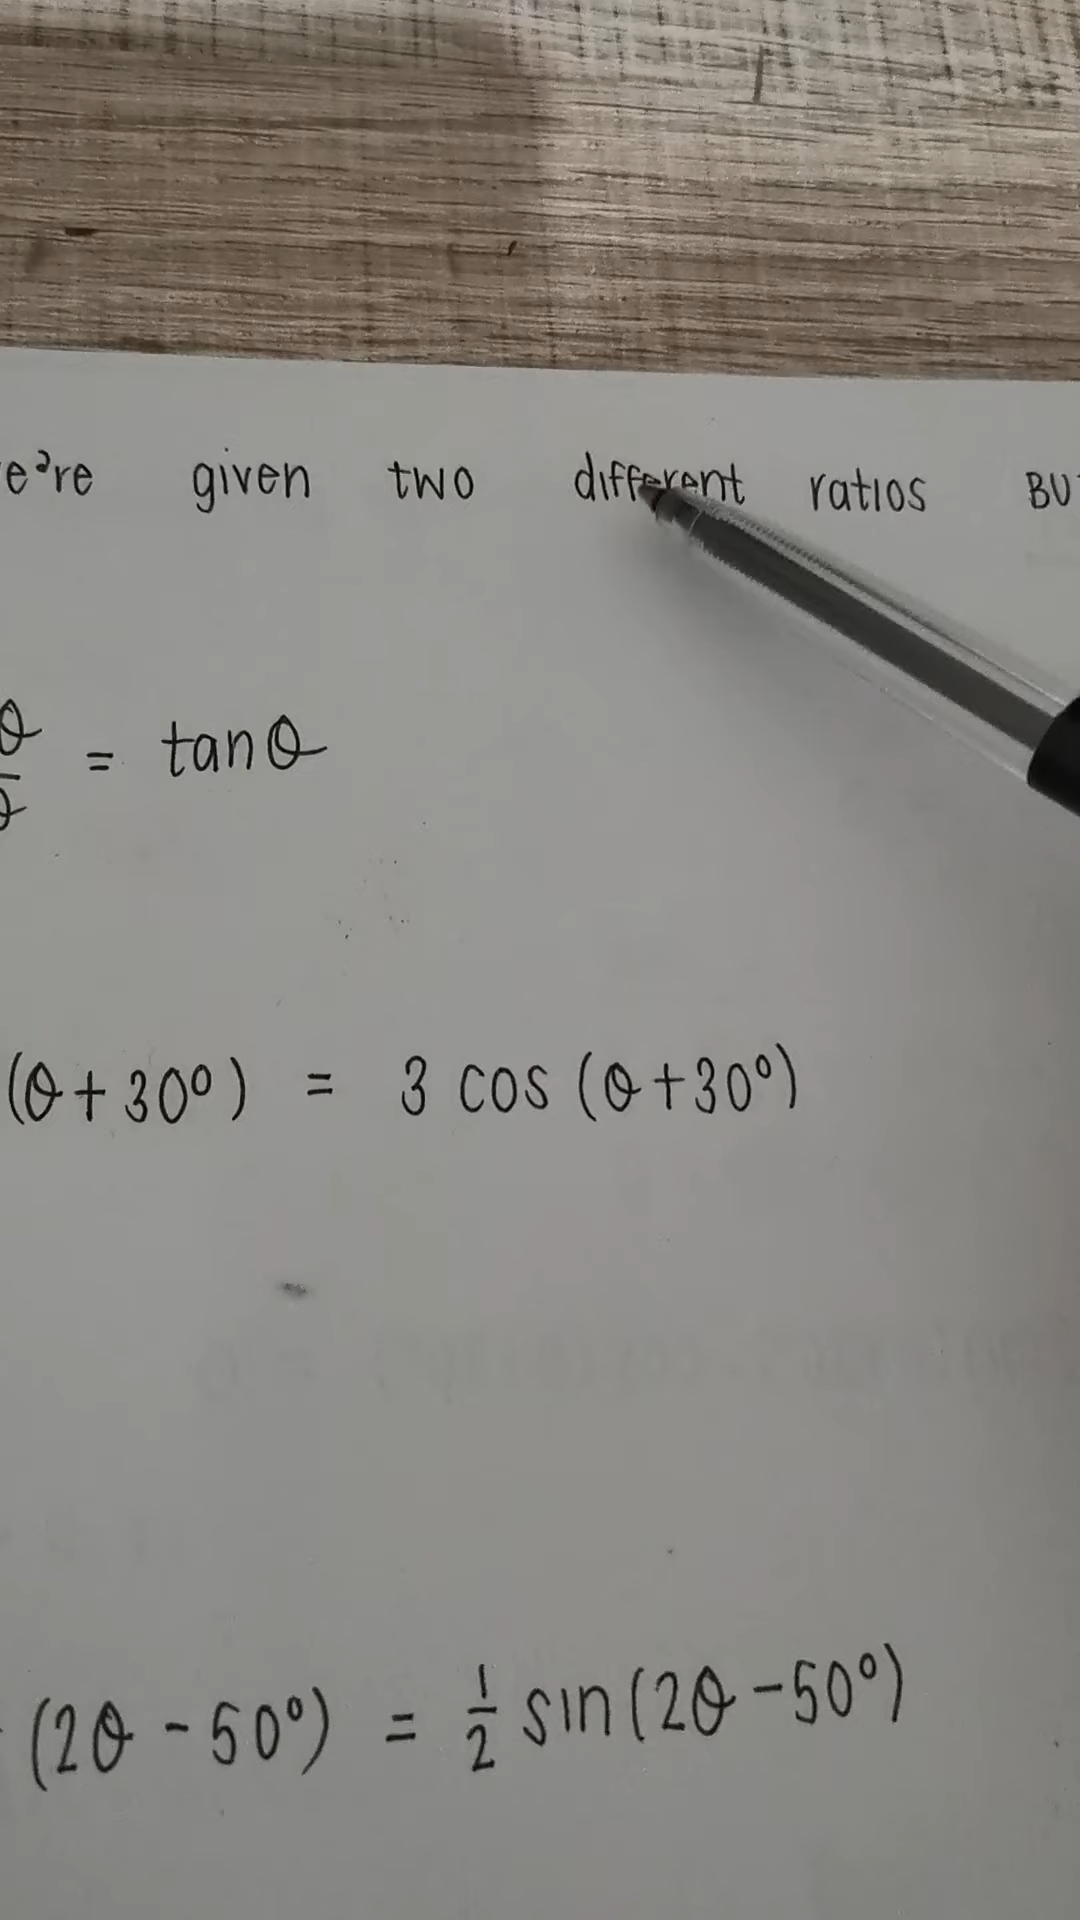 e're given two different ratios BU
θ/θ = tanθ
(θ+30°) = 3 cos (θ+30°)
(2θ - 50°) = 1/2 sin(2θ - 50°)